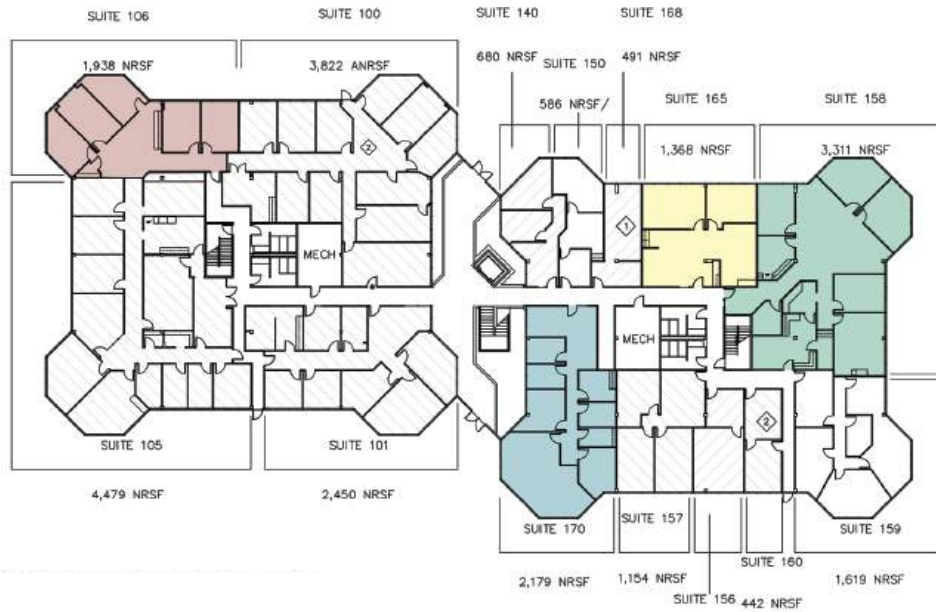 SUITE 106
SUITE 100
SUITE 140
SUITE 168
1,938 NRSF
3,822 ANRSF
680 NRSF
SUITE 150
491 NRSF
586 NRSF/
SUITE 165
SUITE 158
1,368 NRSF
3,311 NRSF
2
1
MECH
MECH
2
SUITE 105
SUITE 101
4,479 NRSF
2,450 NRSF
SUITE 170
SUITE 157
SUITE 159
SUITE 160
2,179 NRSF
1,154 NRSF
1,619 NRSF
SUITE 156
442 NRSF